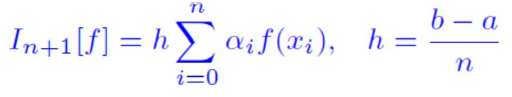 $I_{n+1}[f] = h \sum_{i=0}^{n} \alpha_i f(x_i), \quad h = \frac{b-a}{n}$